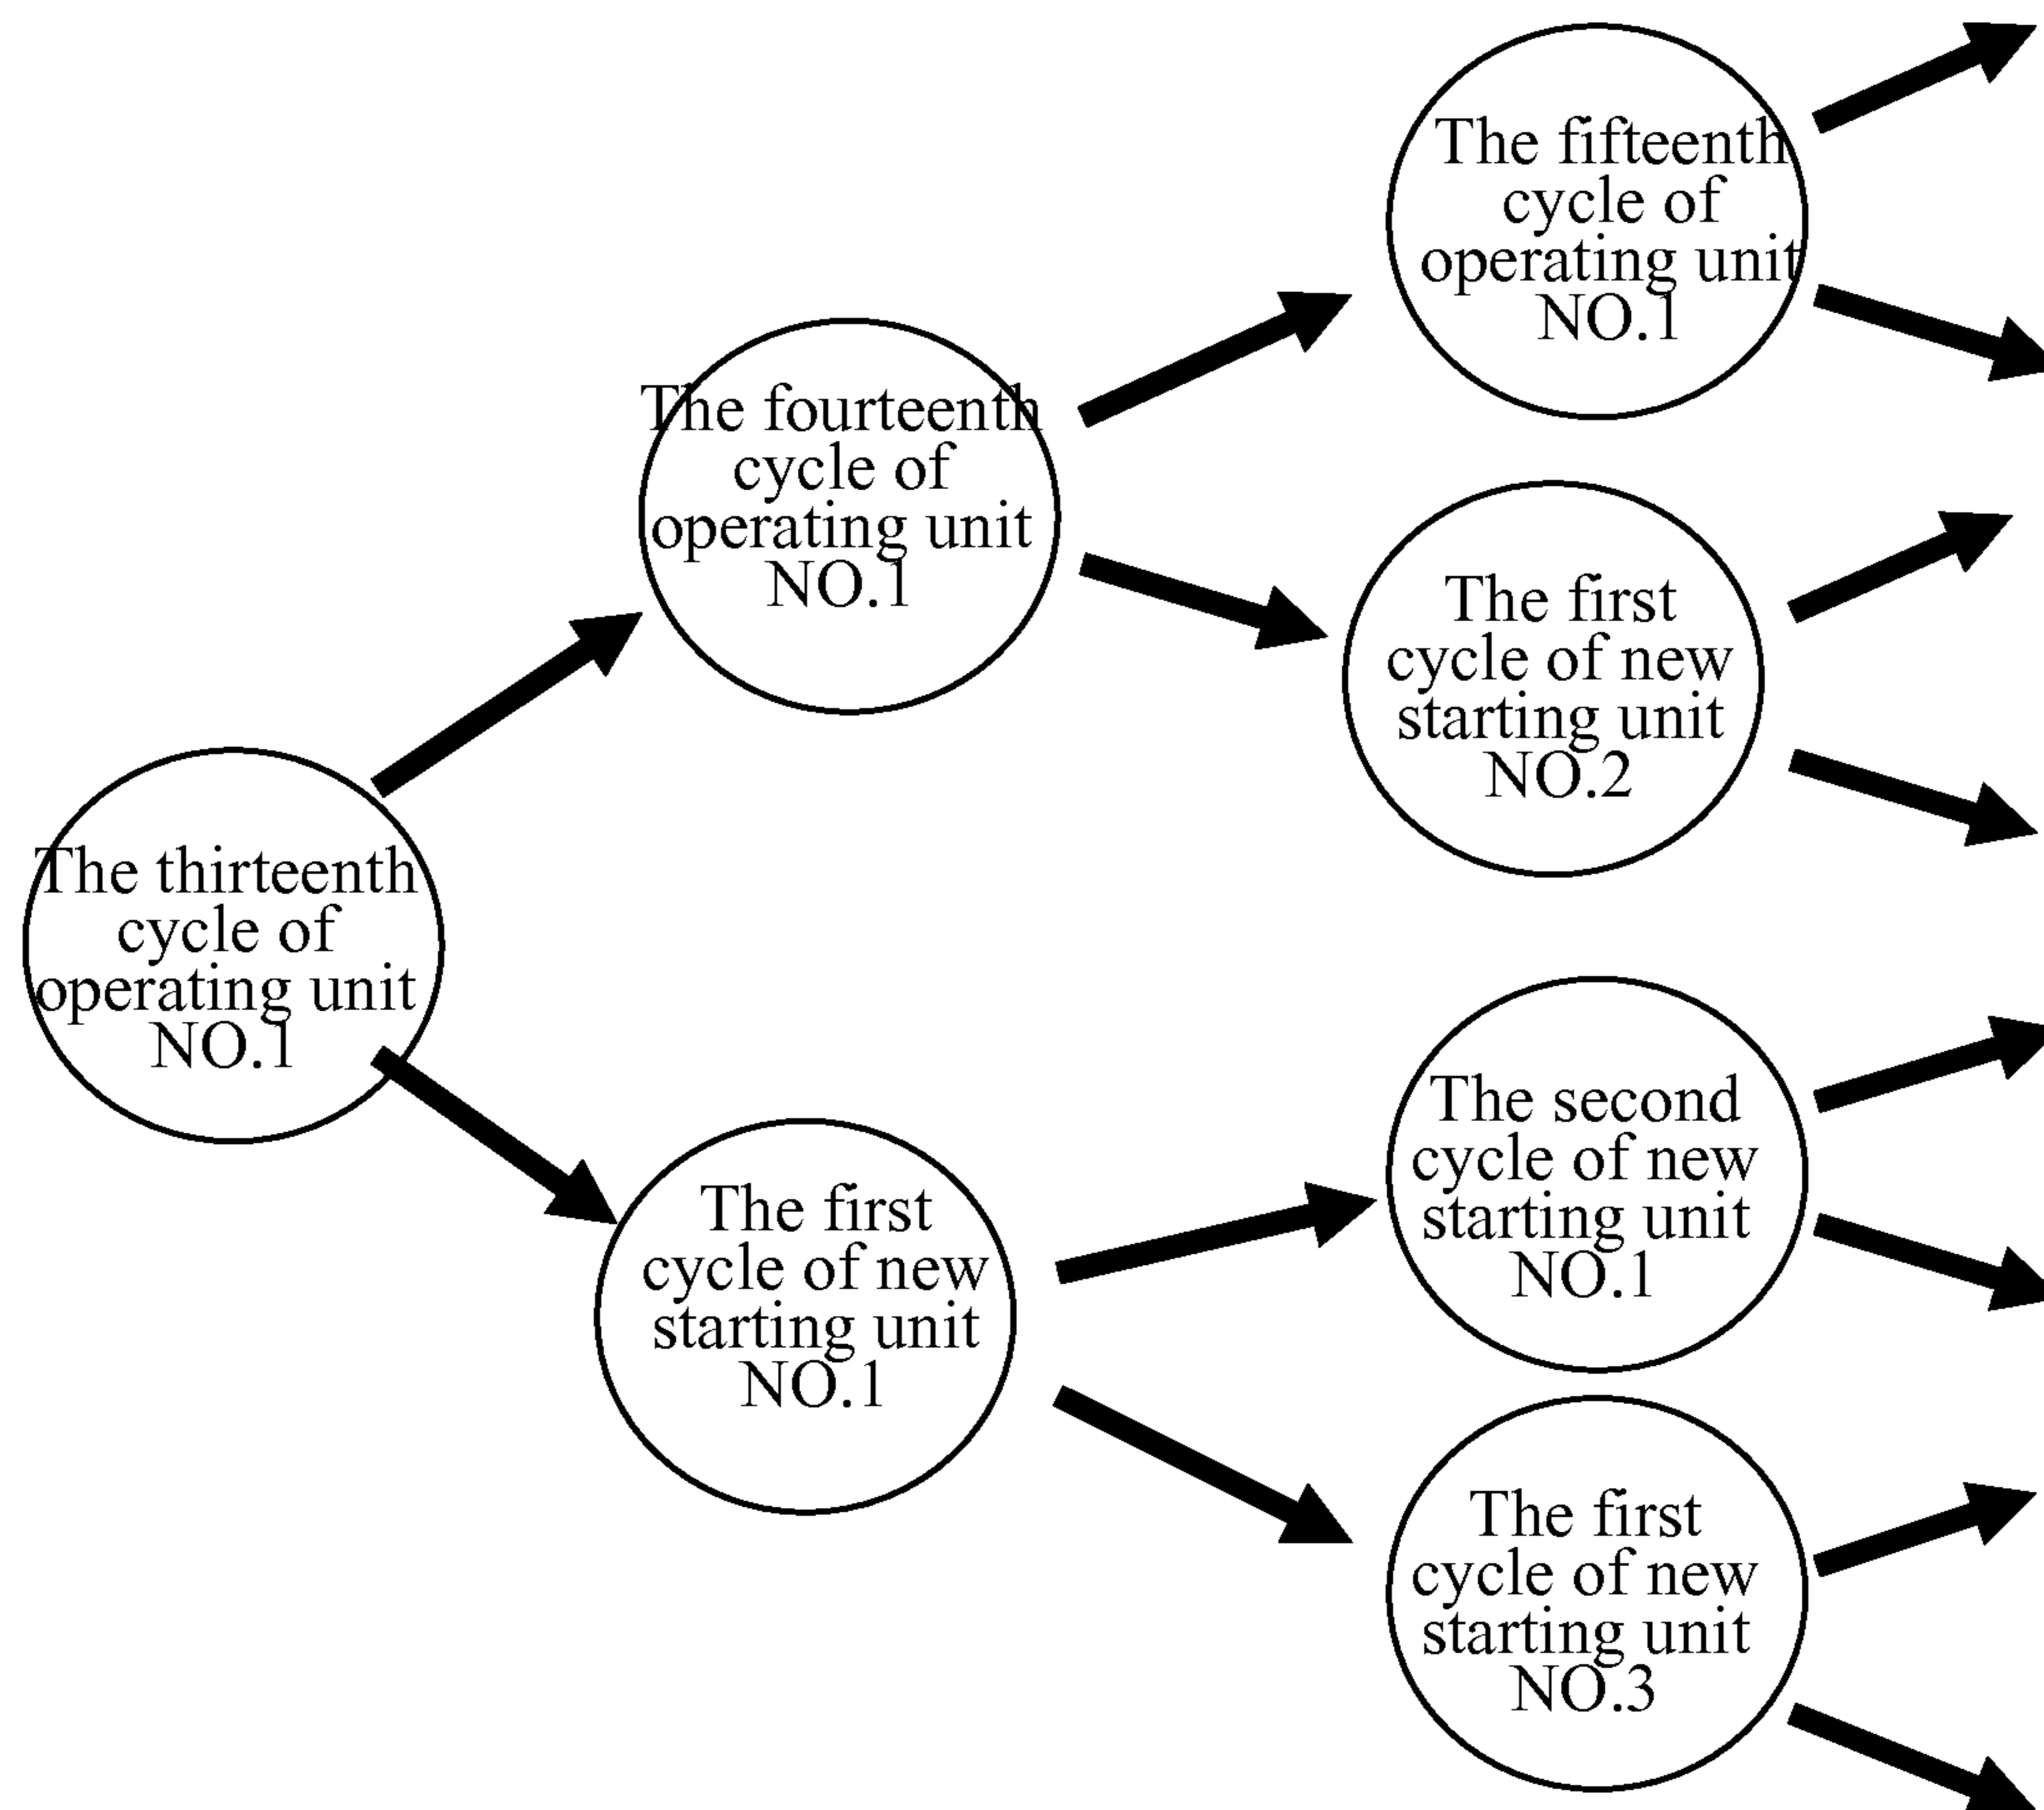 The thirteenth
cycle of
operating unit
NO.1
The fourteenth
cycle of
operating unit
NO.1
The first
cycle of new
starting unit
NO.1
The fifteenth
cycle of
operating unit
NO.1
The first
cycle of new
starting unit
NO.2
The second
cycle of new
starting unit
NO.1
The first
cycle of new
starting unit
NO.3